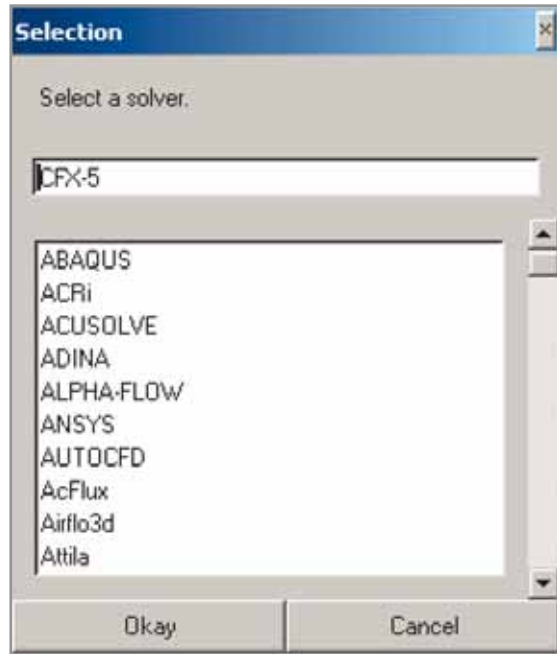 Selection
Select a solver.
CFX-5
ABAQUS
ACRi
ACUSOLVE
ADINA
ALPHA-FLOW
ANSYS
AUTOCFD
AcFlux
Airflo3d
Attila
Okay
Cancel